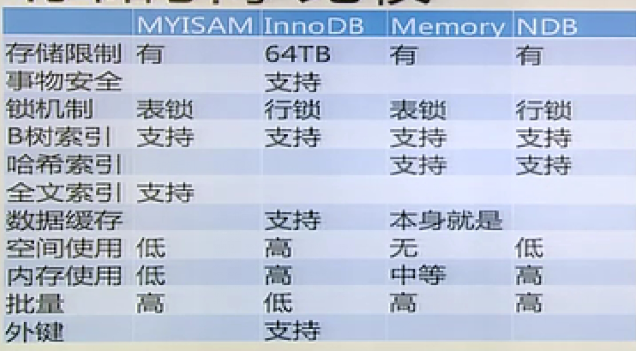 MYISAM InnoDB Memory NDB
存储限制 有 64TB 有 有
事物安全 支持
锁机制 表锁 行锁 表锁 行锁
B树索引 支持 支持 支持 支持
哈希索引 支持 支持
全文索引 支持
数据缓存 支持 本身就是
空间使用 低 高 无 低
内存使用 低 高 中等 高
批量 高 低 高 高
外键 支持